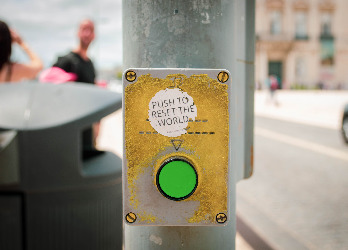 PUSH TO
RESET THE
WORLD